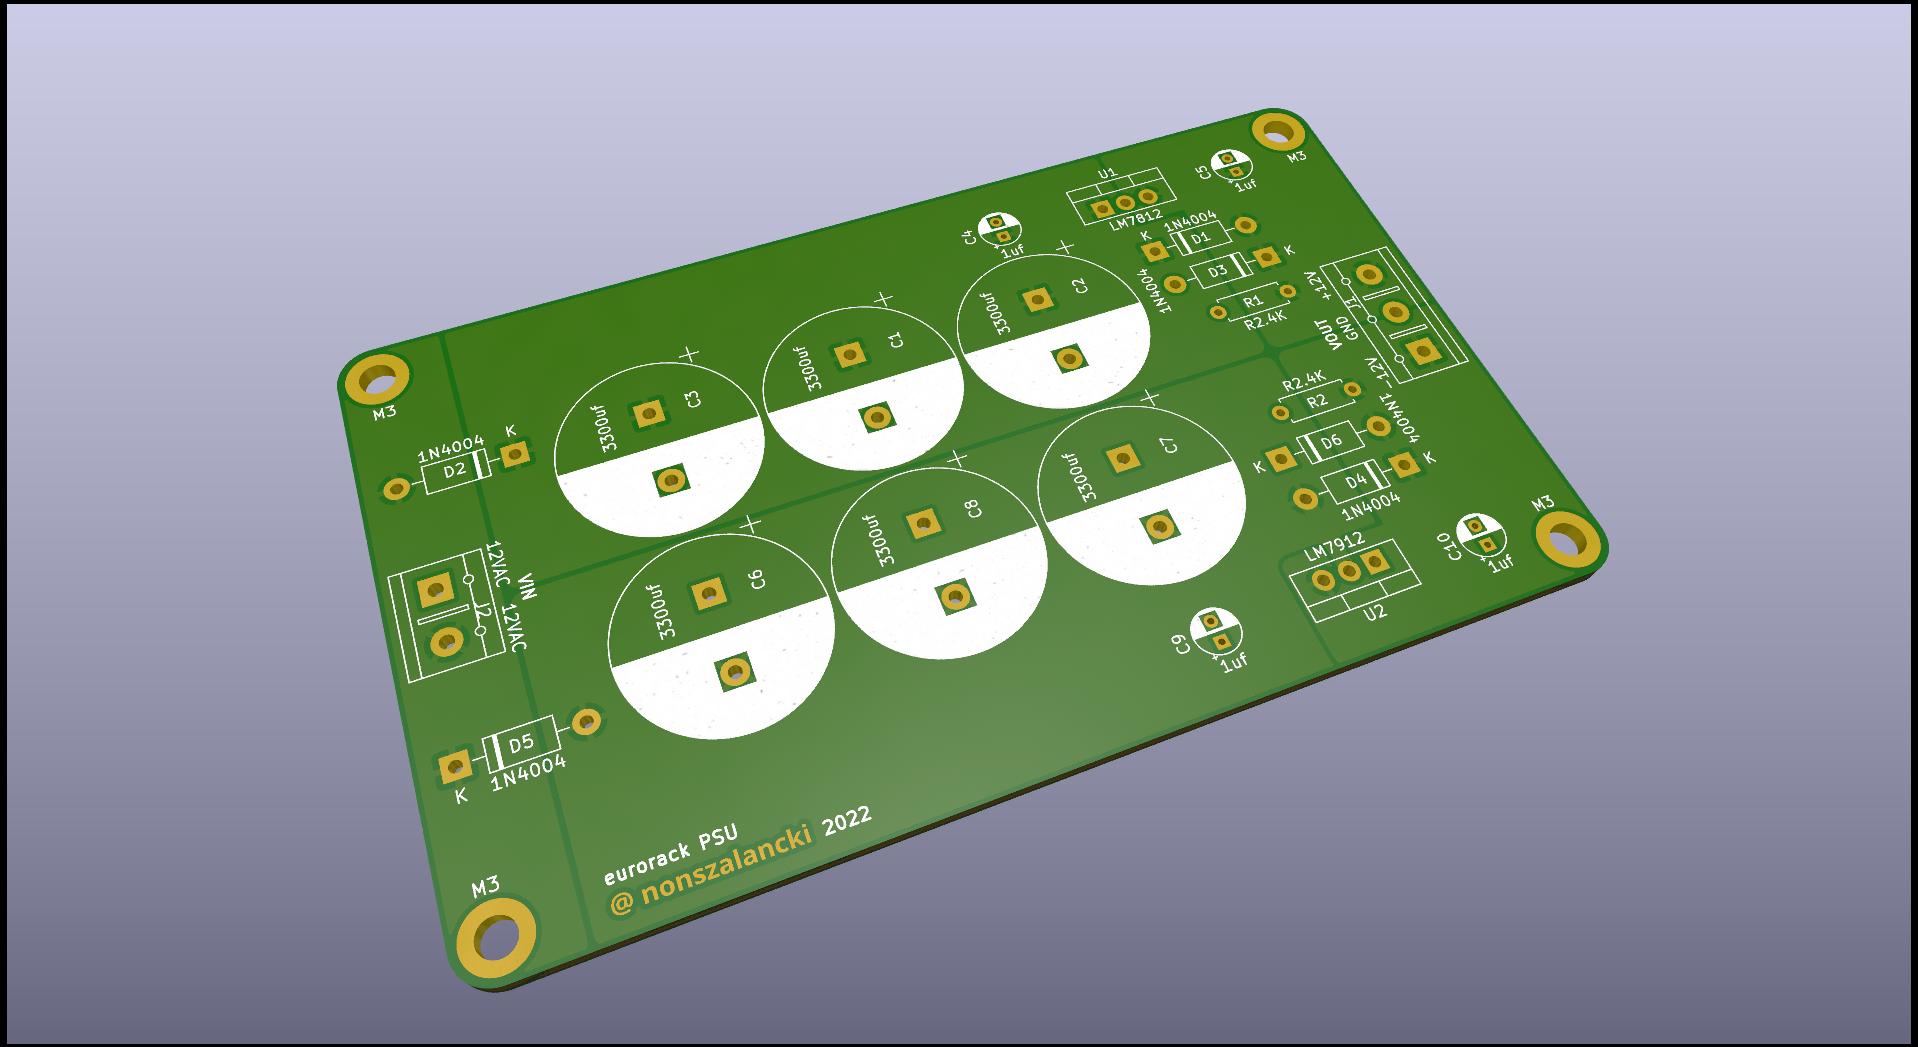 M3
C5
1uf
U1
LM7812
C4
1uf
1N4004
K
D1
D3
K
1N4004
R1
R2.4K
+12V
J1
GND
VOUT
-12V
C2
3300uf
C1
3300uf
C3
3300uf
M3
1N4004
K
D2
R2.4K
R2
1N4004
D6
K
D4
K
1N4004
M3
C10
1uf
LM7912
U2
C7
3300uf
C8
3300uf
C6
3300uf
12VAC
VIN
J2
12VAC
C9
1uf
D5
1N4004
K
eurorack PSU
@ nonszalancki 2022
M3